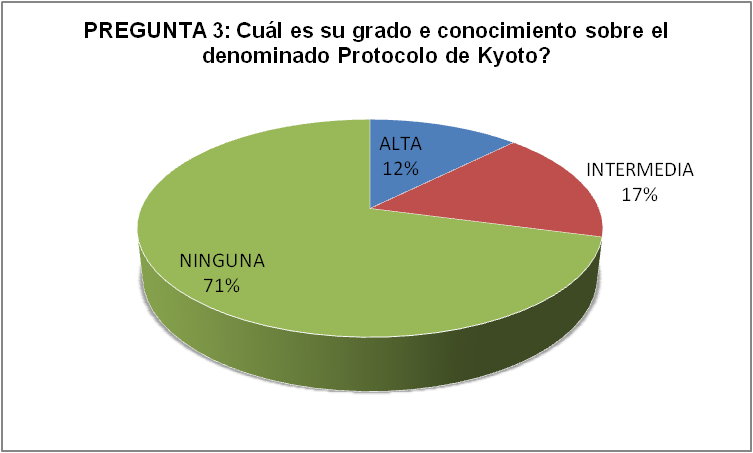 PREGUNTA 3: Cuál es su grado e conocimiento sobre el
denominado Protocolo de Kyoto?
ALTA
12%
INTERMEDIA
17%
NINGUNA
71%